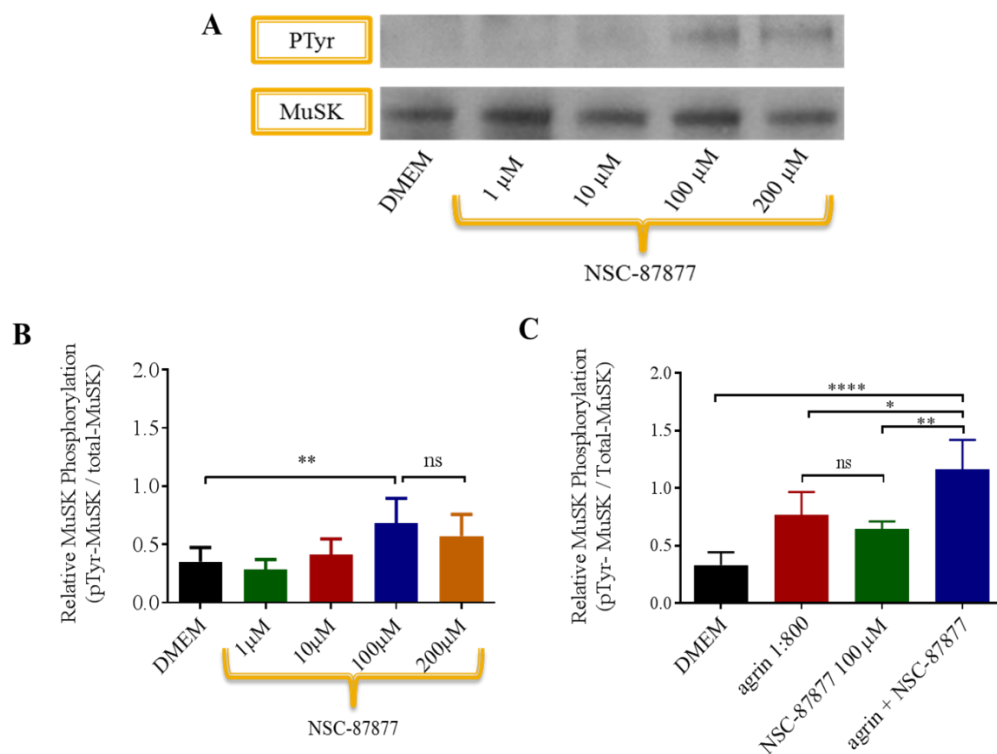 A
PTyr
MuSK
DMEM
1 µM
10 µM
100 µM
200 µM
NSC-87877
B
Relative MuSK Phosphorylation
(pTyr-MuSK / total-MuSK)
2.0
1.5
1.0
0.5
0.0
**
ns
DMEM
1µM
10µM
100µM
200µM
NSC-87877
C
Relative MuSK Phosphorylation
(pTyr- MuSK / Total-MuSK)
2.0
1.5
1.0
0.5
0.0
****
*
**
ns
DMEM
agrin 1:800
NSC-87877 100 µM
agrin + NSC-87877